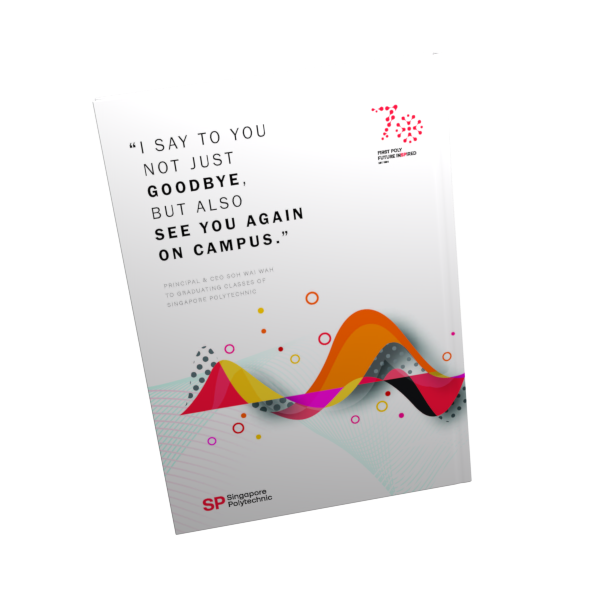 “I SAY TO YOU
NOT JUST
GOODBYE,
BUT ALSO
SEE YOU AGAIN
ON CAMPUS.”
PRINCIPAL & CEO SOH WAI WAH
TO GRADUATING CLASSES OF
SINGAPORE POLYTECHNIC
70
FIRST POLY
FUTURE INSPIRED
SP Singapore
Polytechnic